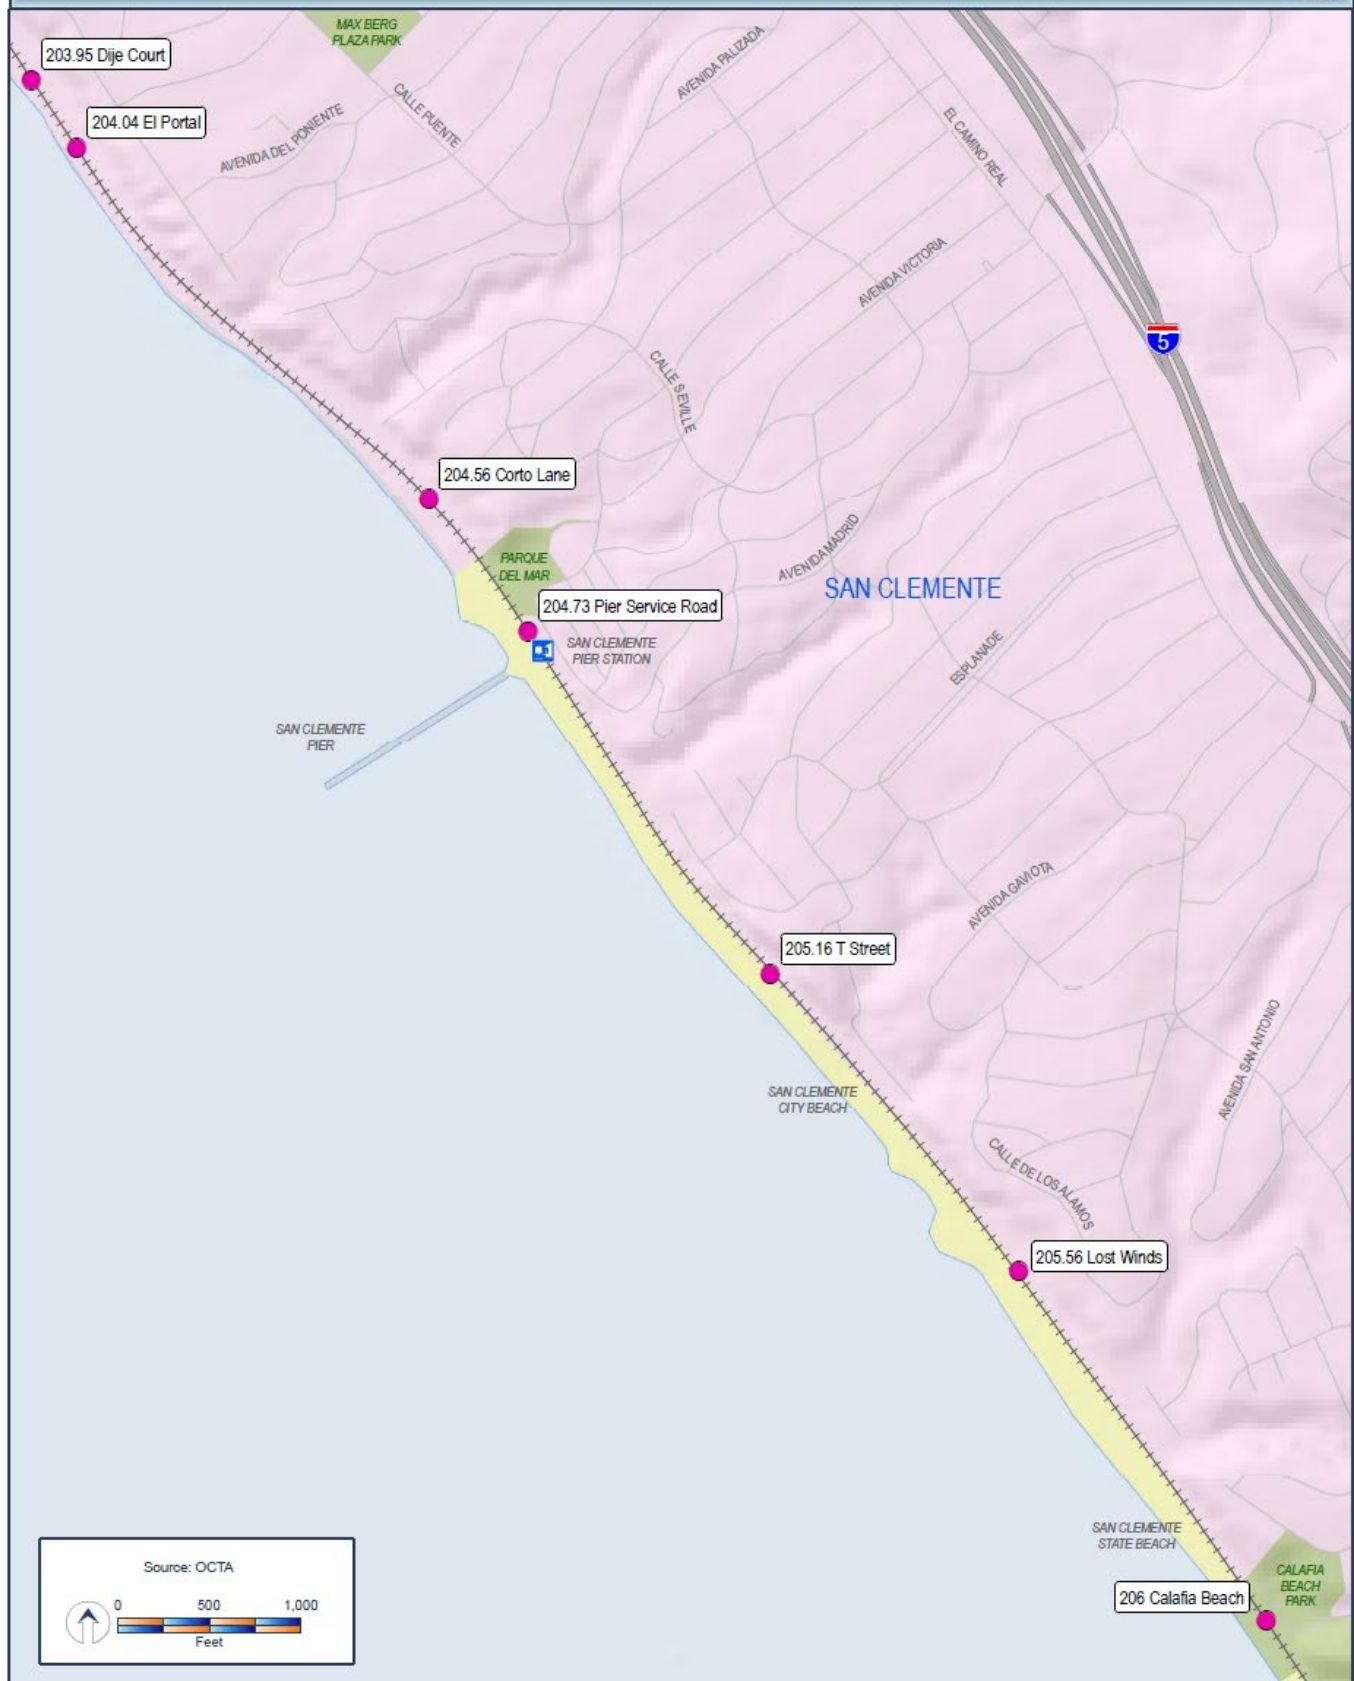 MAX BERG
PLAZA PARK
203.95 Dije Court
AVENIDA PALIZADA
204.04 El Portal
CALLE PUENTE
AVENIDA DEL PONIENTE
EL CAMINO REAL
AVENIDA VICTORIA
5
CALLE SEVILLE
204.56 Corto Lane
PARQUE
DEL MAR
AVENIDA MADRID
SAN CLEMENTE
204.73 Pier Service Road
SAN CLEMENTE
PIER STATION
ESPLANADE
SAN CLEMENTE
PIER
AVENIDA GAVIOTA
205.16 T Street
AVENIDA SAN ANTONIO
SAN CLEMENTE
CITY BEACH
CALLE DE LOS ALAMOS
205.56 Lost Winds
SAN CLEMENTE
STATE BEACH
CALAFIA
BEACH
PARK
206 Calafia Beach
Source: OCTA
0 500 1,000
Feet